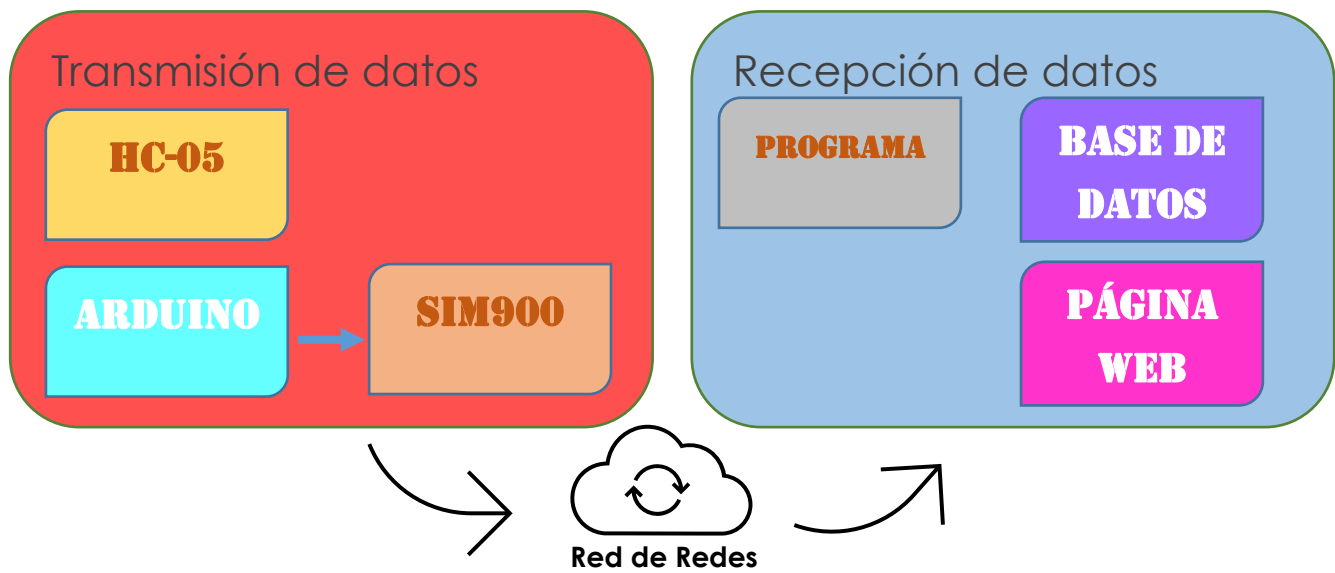 Transmisión de datos
HC-05
ARDUINO
SIM900
Recepción de datos
PROGRAMA
BASE DE
DATOS
PÁGINA
WEB
Red de Redes